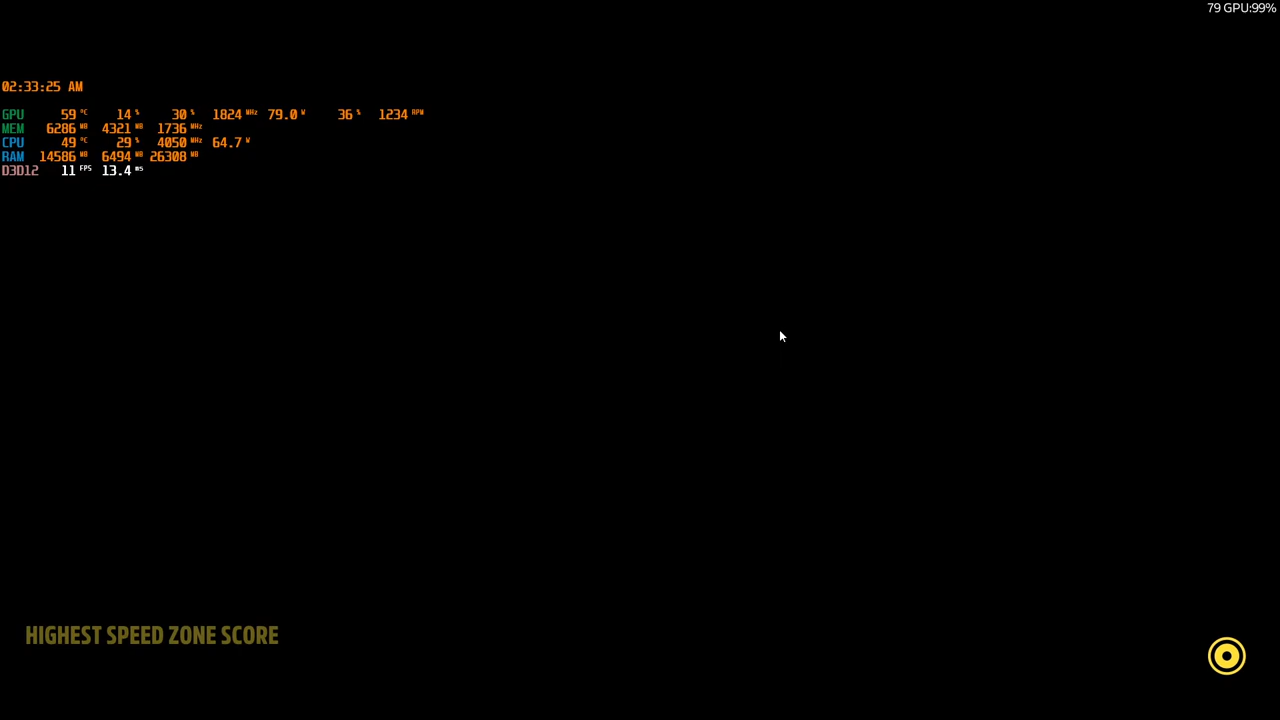 79 GPU:99%
02:33:25 AM
GPU 59 °C 14 % 30 % 1824 MHz 79.0 W 36 % 1234 RPM
MEM 6286 MB 4321 MB 1736 MHz
CPU 49 °C 29 % 4050 MHz 64.7 W
RAM 14586 MB 6494 MB 26308 MB
D3D12 11 FPS 13.4 ms
HIGHEST SPEED ZONE SCORE